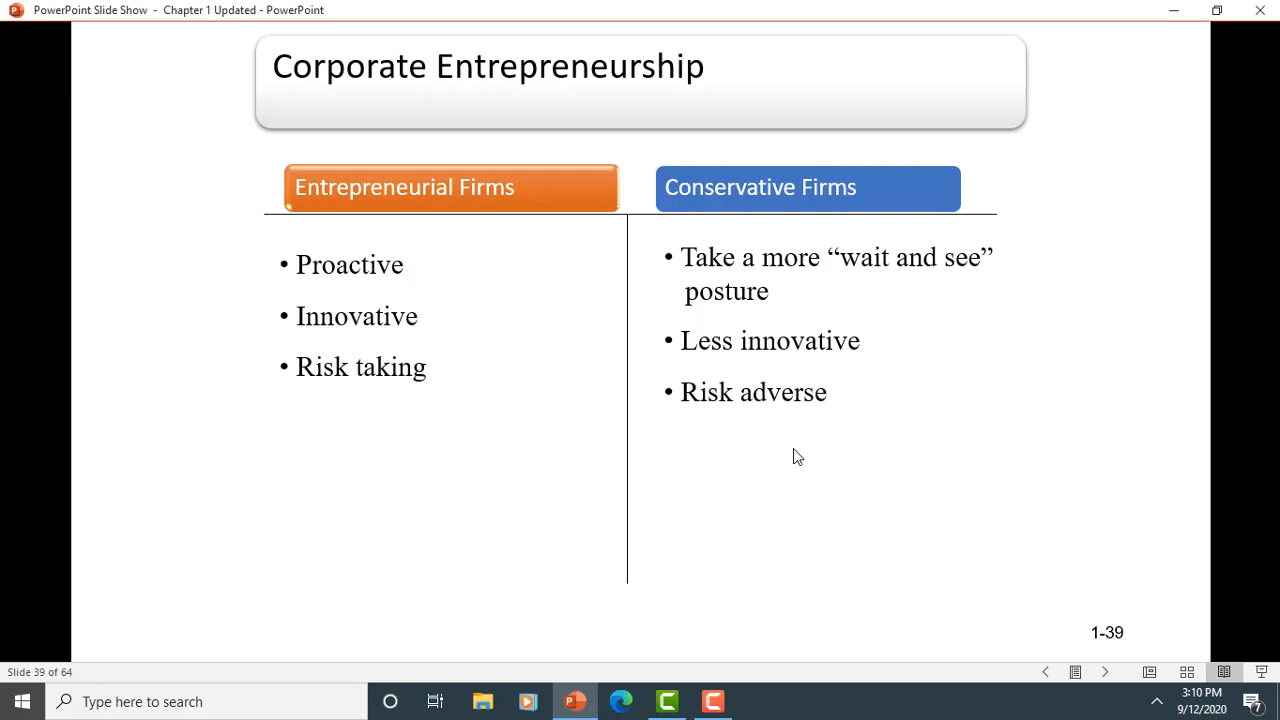 PowerPoint Slide Show - Chapter 1 Updated - PowerPoint
Corporate Entrepreneurship
Entrepreneurial Firms
• Proactive
• Innovative
• Risk taking
Conservative Firms
• Take a more “wait and see”
posture
• Less innovative
• Risk adverse
1-39
Slide 39 of 64
Type here to search
3:10 PM
9/12/2020
7